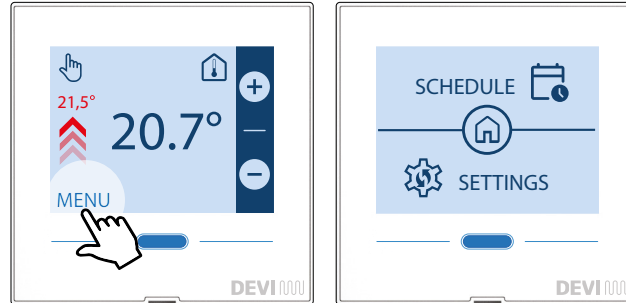 21,5°
20.7°
MENU
DEVI
SCHEDULE
SETTINGS
DEVI